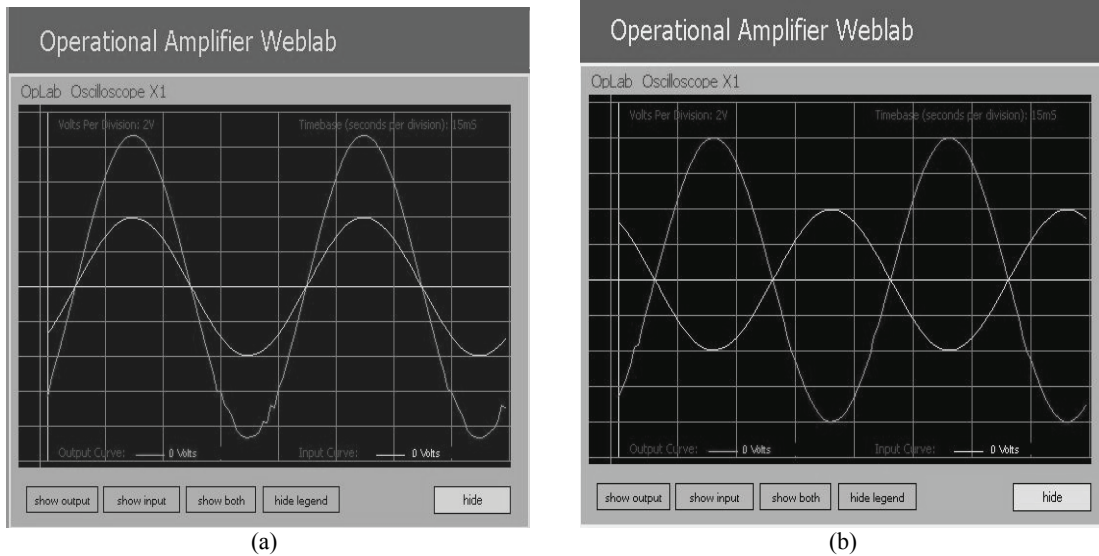 Operational Amplifier Weblab
OpLab Oscilloscope X1
Volts Per Division: 2V
Timebase (seconds per division): 15mS
Output Curve: 0 Volts
Input Curve: 0 Volts
show output
show input
show both
hide legend
hide
(a)
Operational Amplifier Weblab
OpLab Oscilloscope X1
Volts Per Division: 2V
Timebase (seconds per division): 15mS
Output Curve: 0 Volts
Input Curve: 0 Volts
show output
show input
show both
hide legend
hide
(b)